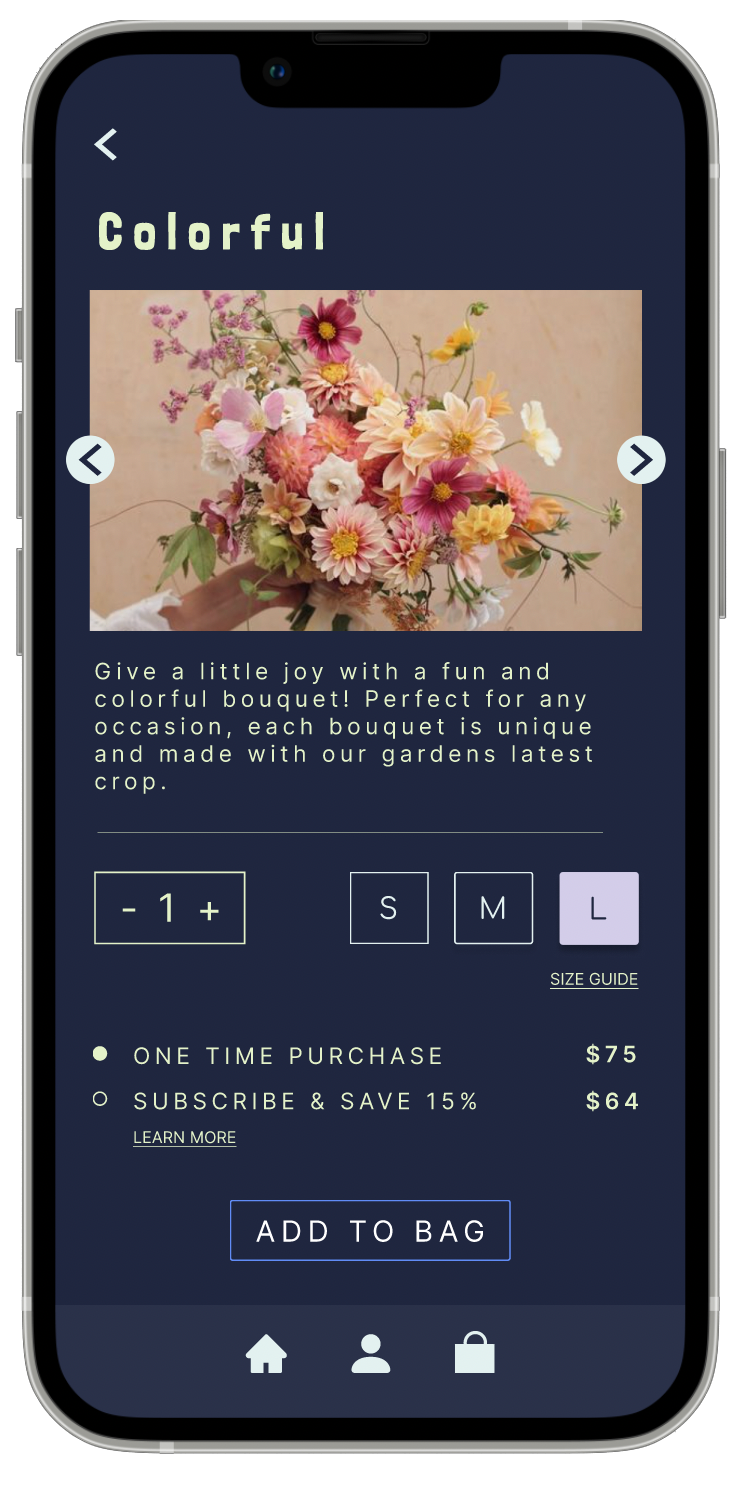 Colorful
Give a little joy with a fun and
colorful bouquet! Perfect for any
occasion, each bouquet is unique
and made with our gardens latest
crop.
- 1 + S M L
SIZE GUIDE
ONE TIME PURCHASE $75
SUBSCRIBE & SAVE 15% $64
LEARN MORE
ADD TO BAG